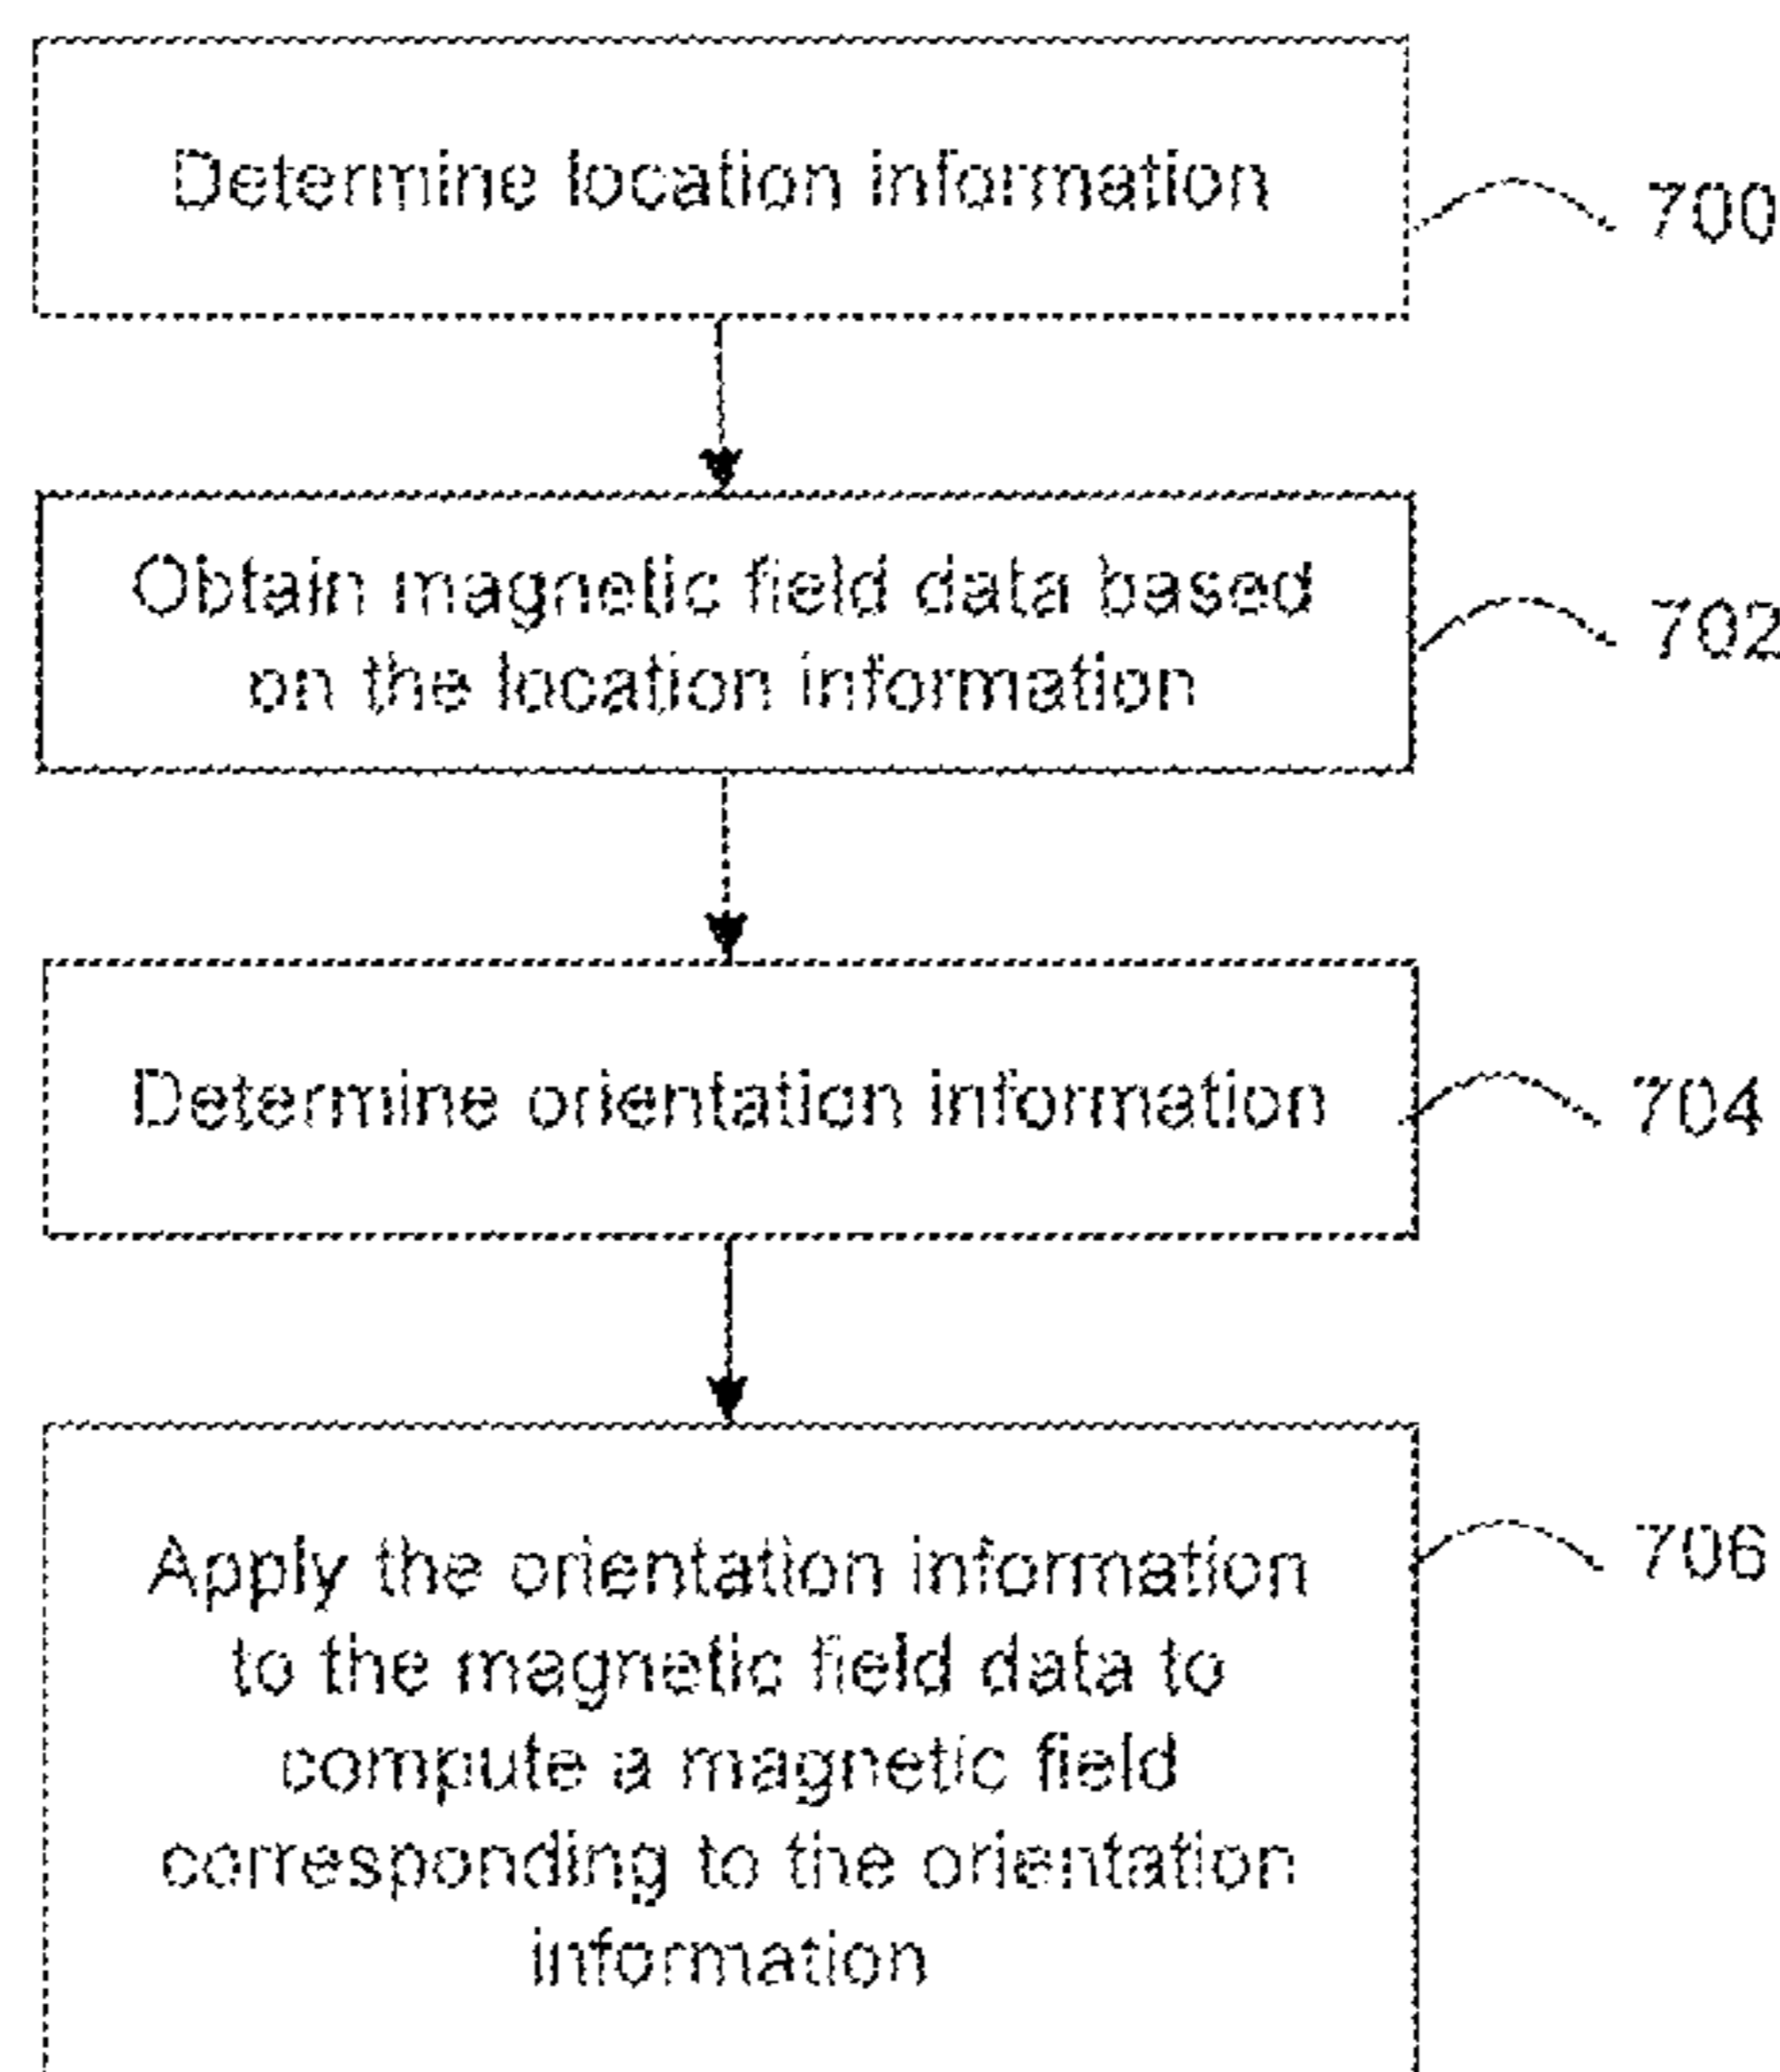 Determine location information
700
Obtain magnetic field data based
on the location information
702
Determine orientation information
704
Apply the orientation information
to the magnetic field data to
compute a magnetic field
corresponding to the orientation
information
706